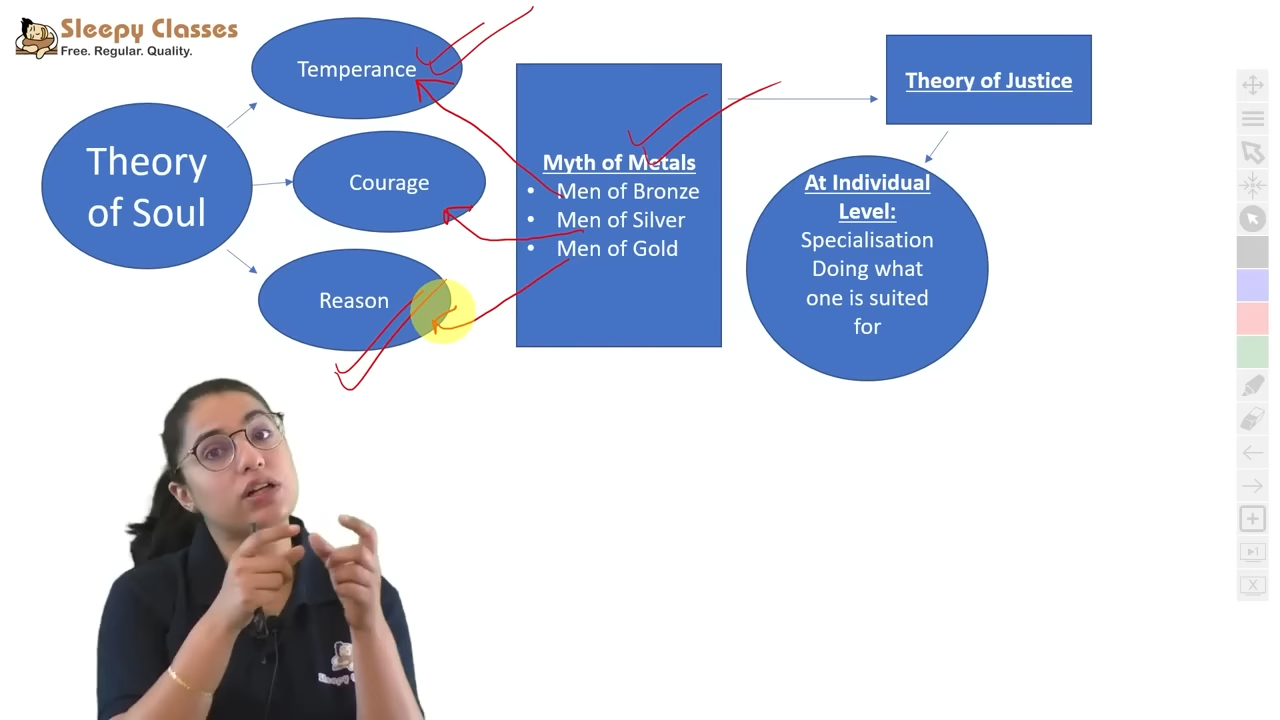 Sleepy Classes
Free. Regular. Quality.
Theory
of Soul
Temperance
Courage
Reason
Myth of Metals
• Men of Bronze
• Men of Silver
• Men of Gold
Theory of Justice
At Individual
Level:
Specialisation
Doing what
one is suited
for